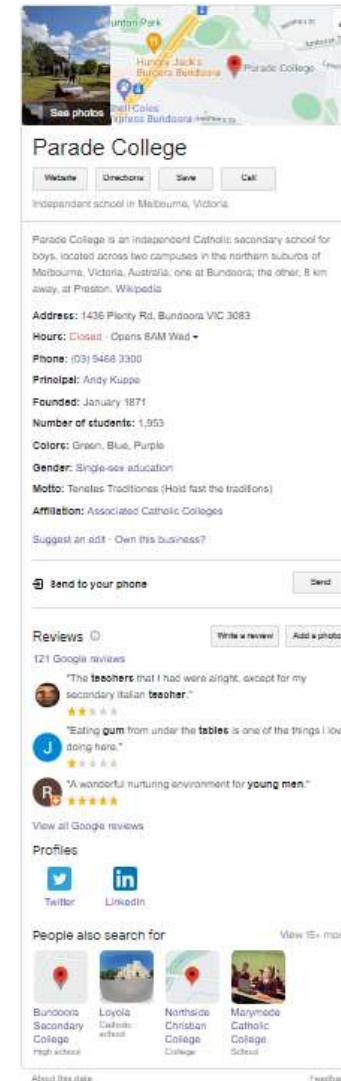 See photos
Hungry Jack's
Burgers Bundoora
Parade College
Shell Coles
Express Bundoora
Parade College
Website Directions Save Call
Independent school in Melbourne, Victoria
Parade College is an independent Catholic secondary school for
boys, located across two campuses in the northern suburbs of
Melbourne, Victoria, Australia, one at Bundoora; the other, 8 km
away, at Preston. Wikipedia
Address: 1436 Plenty Rd, Bundoora VIC 3083
Hours: Closed · Opens 8AM Wed
Phone: (03) 9468 3300
Principal: Andy Kuppe
Founded: January 1871
Number of students: 1,953
Colors: Green, Blue, Purple
Gender: Single-sex education
Motto: Tenetes Traditiones (Hold fast the traditions)
Affiliation: Associated Catholic Colleges
Suggest an edit · Own this business?
Send to your phone Send
Reviews Write a review Add a photo
121 Google reviews
"The teachers that I had were alright, except for my
secondary Italian teacher."
J "Eating gum from under the tables is one of the things I lov
doing here."
R "A wonderful nurturing environment for young men."
View all Google reviews
Profiles
in
Twitter LinkedIn
People also search for View 15+ mor
Bundoora Loyola Northside Marymede
Secondary Catholic Christian Catholic
College school College College
High school College School
About this data Feedba